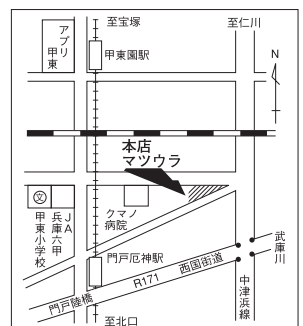 至宝塚
至仁川
アプリ甲東
甲東園駅
N
本店
マツウラ
文
甲東小学校
JA兵庫六甲
クマノ
病院
門戸厄神駅
門戸陸橋
R171
西国街道
武庫川
中津浜線
至北口